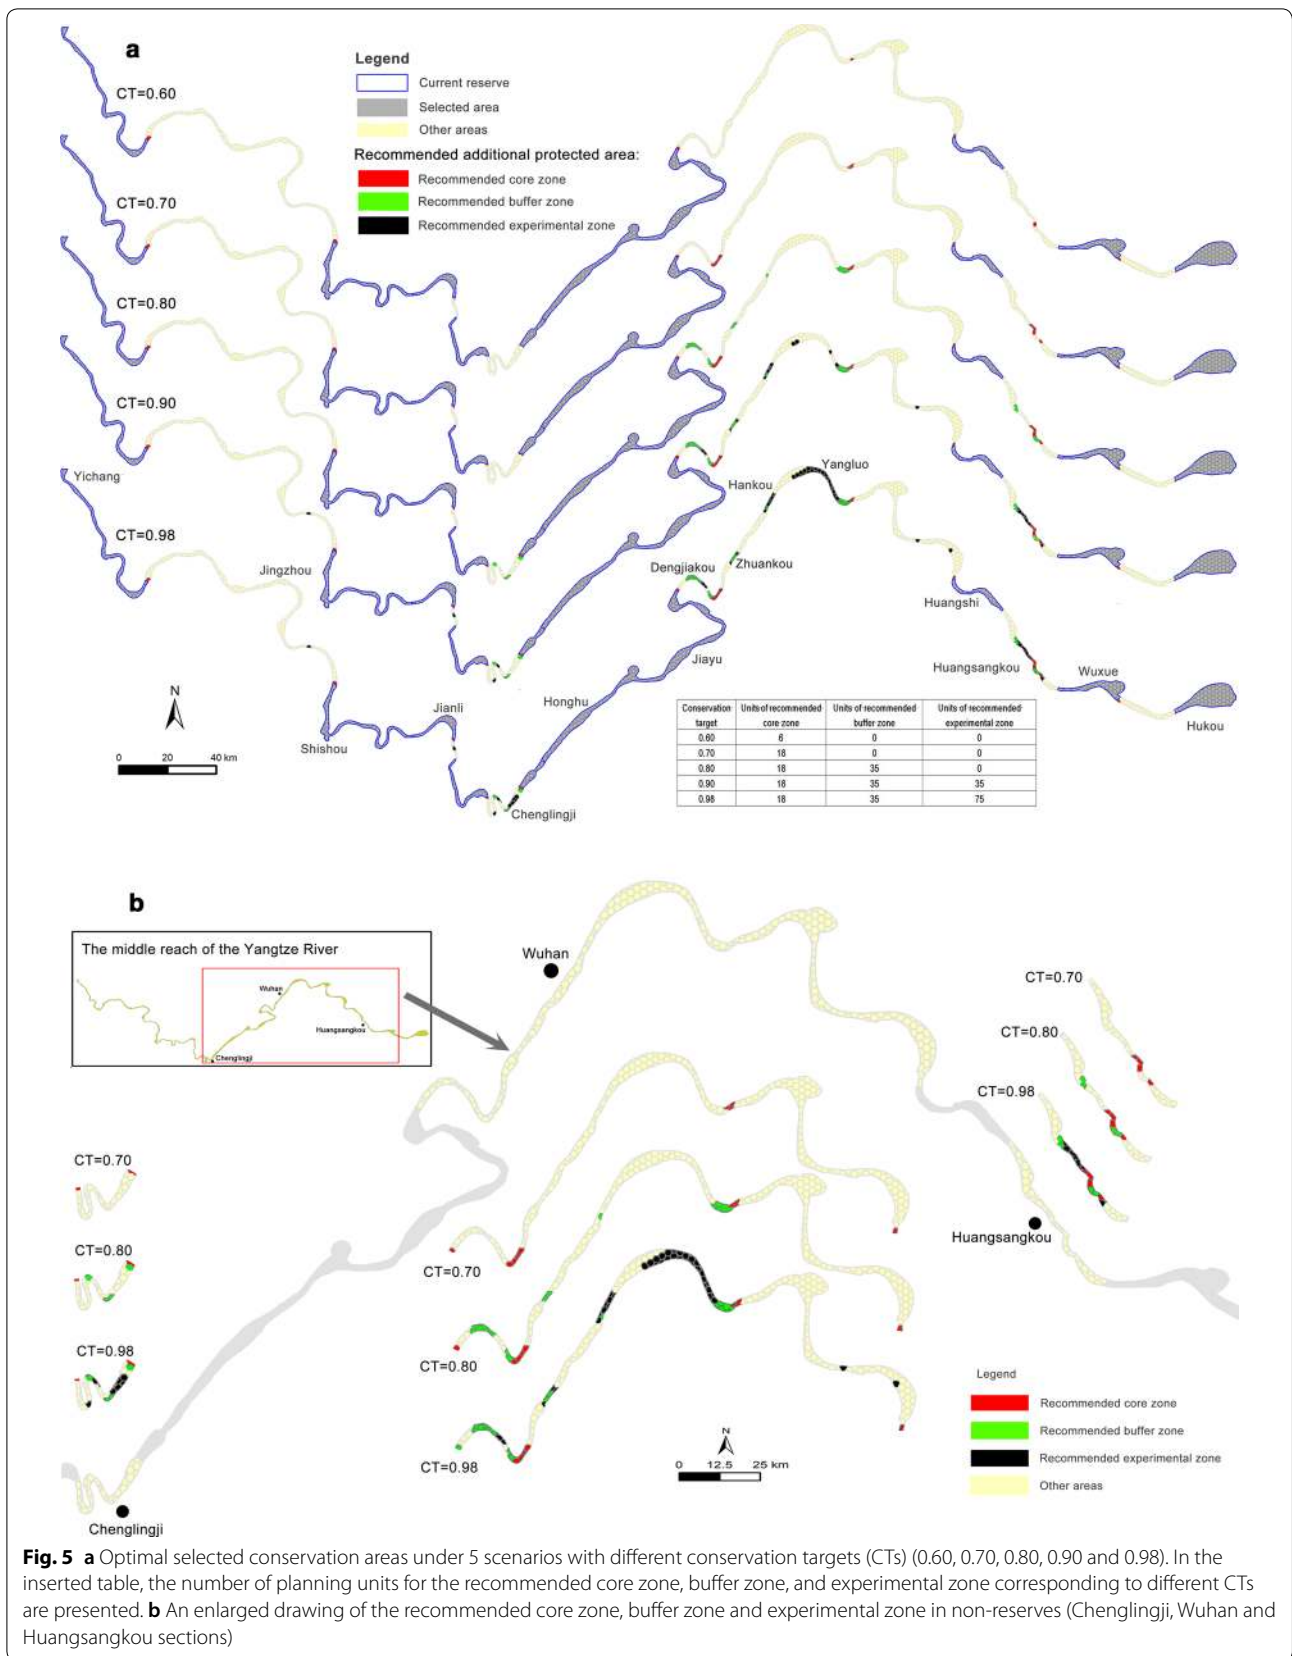 a
Legend
Current reserve
Selected area
Other areas
Recommended additional protected area:
Recommended core zone
Recommended buffer zone
Recommended experimental zone
CT=0.60
CT=0.70
CT=0.80
CT=0.90
Yichang
CT=0.98
Jingzhou
Shishou
Jianli
Honghu
Chenglingji
Jiayu
Dengjiakou
Zhuankou
Hankou
Yangluo
Huangshi
Huangsangkou
Wuxue
Hukou
N
0 20 40 km
Conservation target Units of recommended core zone Units of recommended buffer zone Units of recommended experimental zone
0.60 6 0 0
0.70 18 0 0
0.80 18 35 0
0.90 18 35 35
0.98 18 35 75
b
The middle reach of the Yangtze River
Wuhan
Huangsangkou
Chenglingji
Wuhan
CT=0.70
CT=0.80
CT=0.98
CT=0.70
CT=0.80
CT=0.98
CT=0.70
CT=0.80
CT=0.98
Huangsangkou
Chenglingji
N
0 12.5 25 km
Legend
Recommended core zone
Recommended buffer zone
Recommended experimental zone
Other areas
Fig. 5 a Optimal selected conservation areas under 5 scenarios with different conservation targets (CTs) (0.60, 0.70, 0.80, 0.90 and 0.98). In the
inserted table, the number of planning units for the recommended core zone, buffer zone, and experimental zone corresponding to different CTs
are presented. b An enlarged drawing of the recommended core zone, buffer zone and experimental zone in non-reserves (Chenglingji, Wuhan and
Huangsangkou sections)